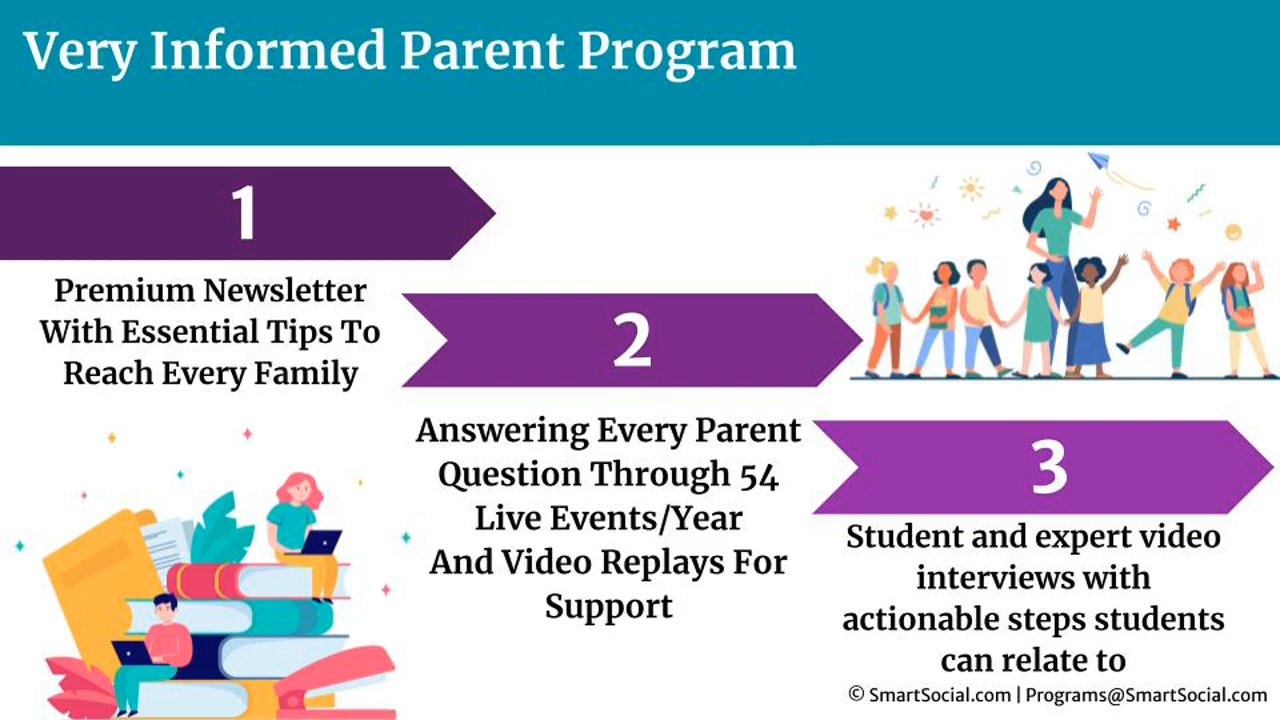 Very Informed Parent Program
1
Premium Newsletter
With Essential Tips To
Reach Every Family
2
Answering Every Parent
Question Through 54
Live Events/Year
And Video Replays For
Support
3
Student and expert video
interviews with
actionable steps students
can relate to
© SmartSocial.com | Programs@SmartSocial.com